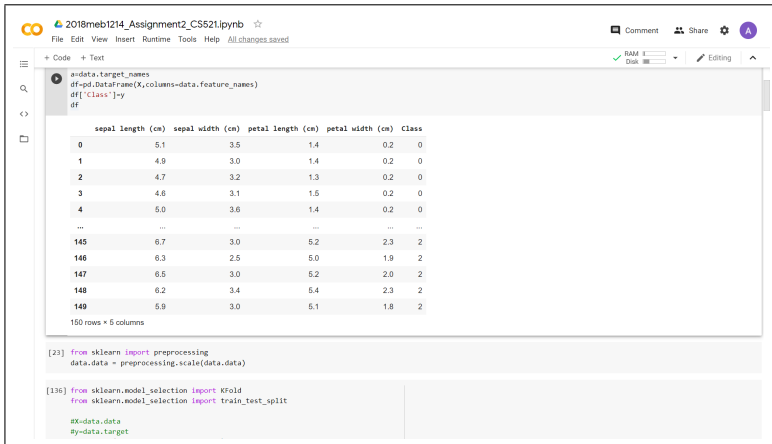 2018meb1214_Assignment2_CS521.ipynb
Comment Share A
File Edit View Insert Runtime Tools Help All changes saved
+ Code + Text
RAM
Disk
Editing
a=data.target_names
df=pd.DataFrame(X,columns=data.feature_names)
df['Class']=y
df
sepal length (cm) sepal width (cm) petal length (cm) petal width (cm) Class
0 5.1 3.5 1.4 0.2 0
1 4.9 3.0 1.4 0.2 0
2 4.7 3.2 1.3 0.2 0
3 4.6 3.1 1.5 0.2 0
4 5.0 3.6 1.4 0.2 0
... ... ... ... ... ...
145 6.7 3.0 5.2 2.3 2
146 6.3 2.5 5.0 1.9 2
147 6.5 3.0 5.2 2.0 2
148 6.2 3.4 5.4 2.3 2
149 5.9 3.0 5.1 1.8 2
150 rows × 5 columns
[23] from sklearn import preprocessing
data.data = preprocessing.scale(data.data)
[136] from sklearn.model_selection import KFold
from sklearn.model_selection import train_test_split
#X=data.data
#y=data.target